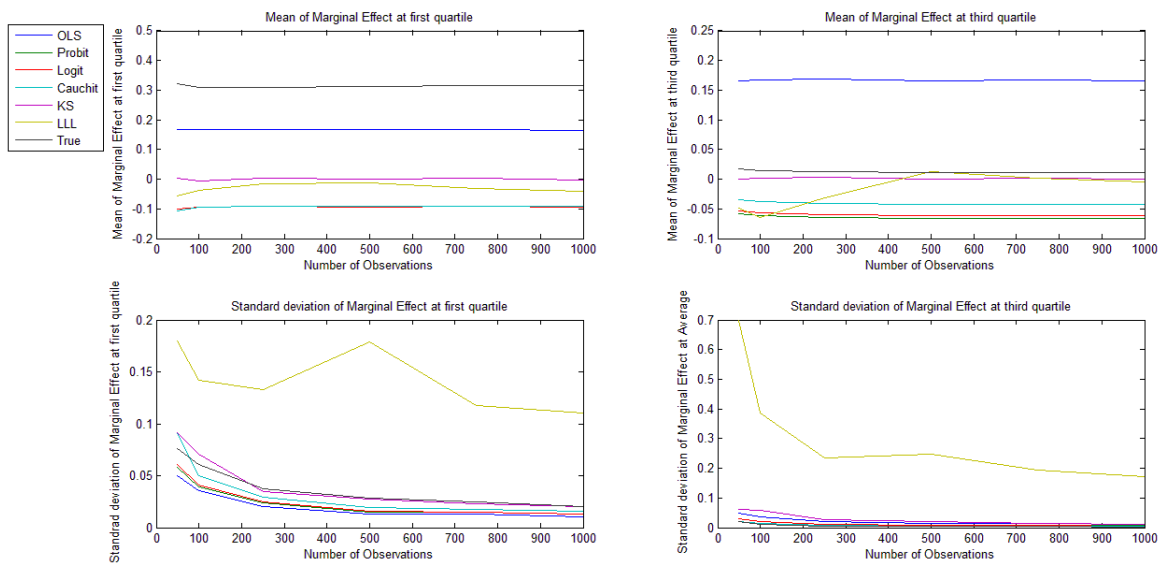 OLS
Probit
Logit
Cauchit
KS
LLL
True
Mean of Marginal Effect at first quartile
Mean of Marginal Effect at first quartile
0.5
0.4
0.3
0.2
0.1
0
-0.1
-0.2
0 100 200 300 400 500 600 700 800 900 1000
Number of Observations
Mean of Marginal Effect at third quartile
Mean of Marginal Effect at third quartile
0.25
0.2
0.15
0.1
0.05
0
-0.05
-0.1
0 100 200 300 400 500 600 700 800 900 1000
Number of Observations
Standard deviation of Marginal Effect at first quartile
Standrad deviation of Marginal Effect at first quartile
0.2
0.15
0.1
0.05
0
0 100 200 300 400 500 600 700 800 900 1000
Number of Observations
Standard deviation of Marginal Effect at third quartile
Standard deviation of Marginal Effect at Average
0.7
0.6
0.5
0.4
0.3
0.2
0.1
0
0 100 200 300 400 500 600 700 800 900 1000
Number of Observations